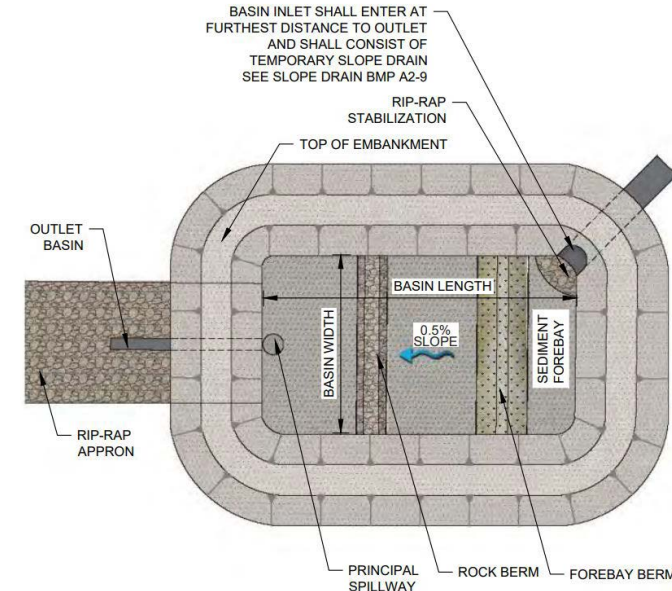 BASIN INLET SHALL ENTER AT
FURTHEST DISTANCE TO OUTLET
AND SHALL CONSIST OF
TEMPORARY SLOPE DRAIN
SEE SLOPE DRAIN BMP A2-9
RIP-RAP
STABILIZATION
TOP OF EMBANKMENT
OUTLET
BASIN
BASIN LENGTH
BASIN WIDTH
0.5%
SLOPE
SEDIMENT
FOREBAY
RIP-RAP
APPRON
PRINCIPAL
SPILLWAY
ROCK BERM
FOREBAY BERM